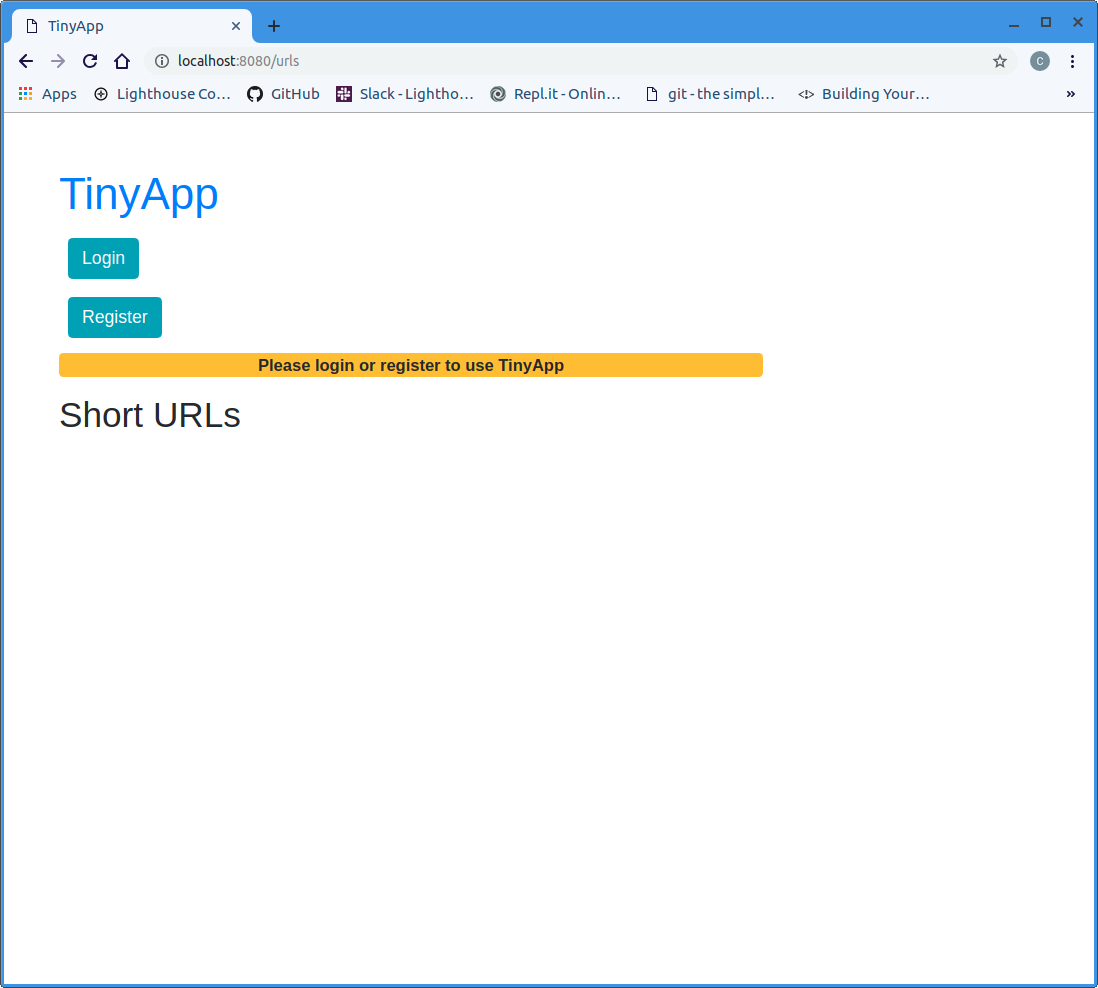 TinyApp
localhost:8080/urls
C
Apps Lighthouse Co... GitHub Slack - Lightho... Repl.it - Onlin... git - the simpl... Building Your... »
TinyApp
Login
Register
Please login or register to use TinyApp
Short URLs